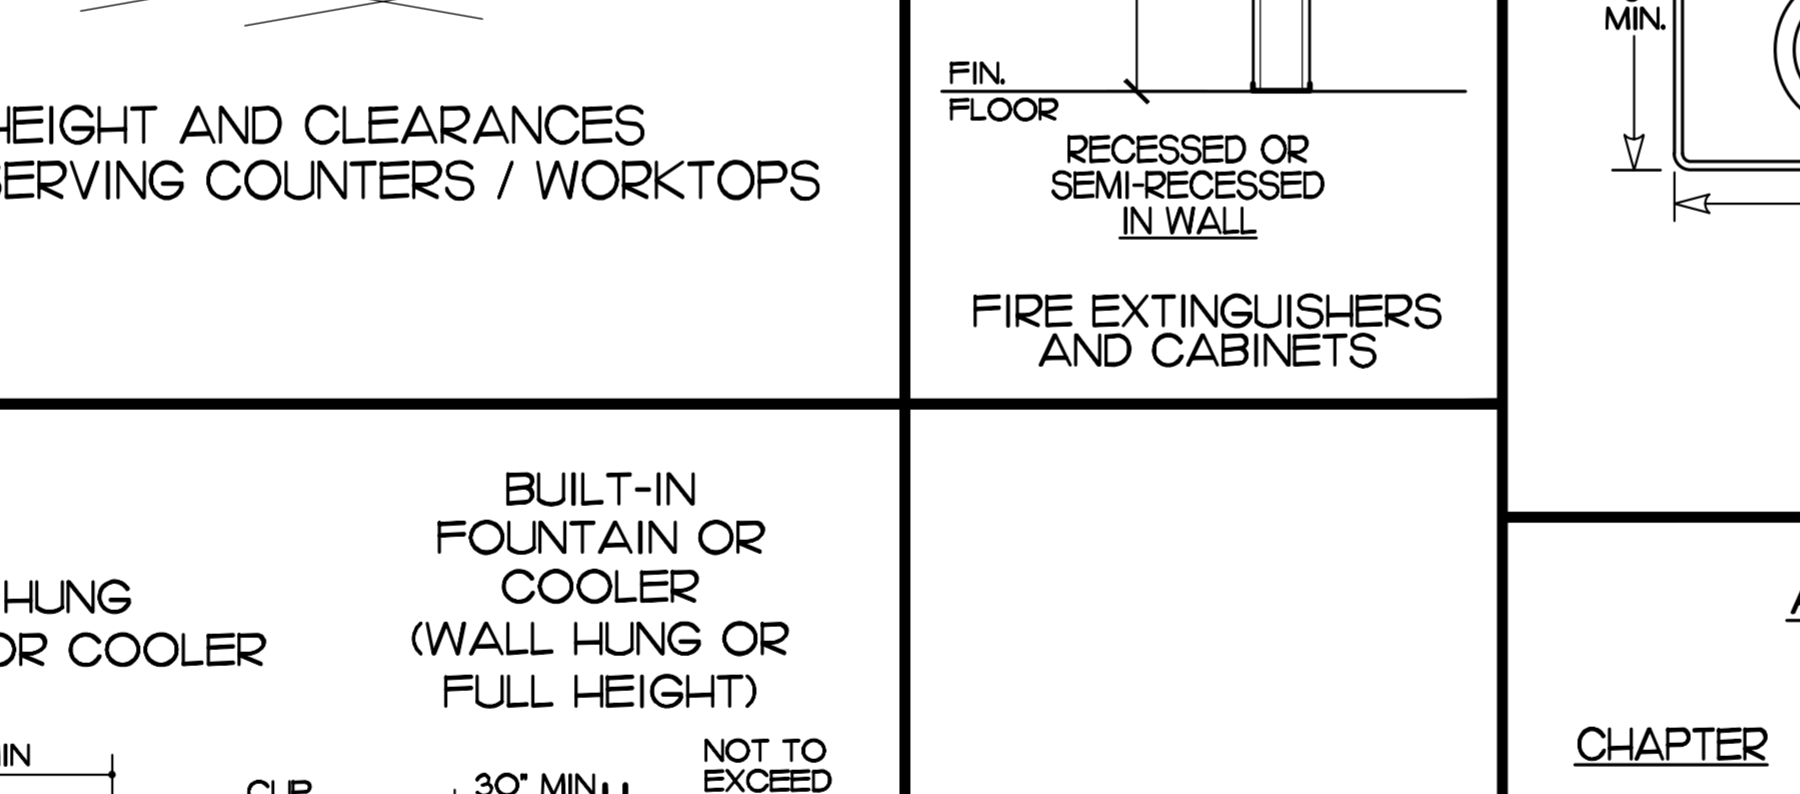 HEIGHT AND CLEARANCES
SERVING COUNTERS / WORKTOPS
FIN.
FLOOR
RECESSED OR
SEMI-RECESSED
IN WALL
FIRE EXTINGUISHERS
AND CABINETS
MIN.
HUNG
OR COOLER
BUILT-IN
FOUNTAIN OR
COOLER
(WALL HUNG OR
FULL HEIGHT)
30" MIN
NOT TO
EXCEED
CHAPTER